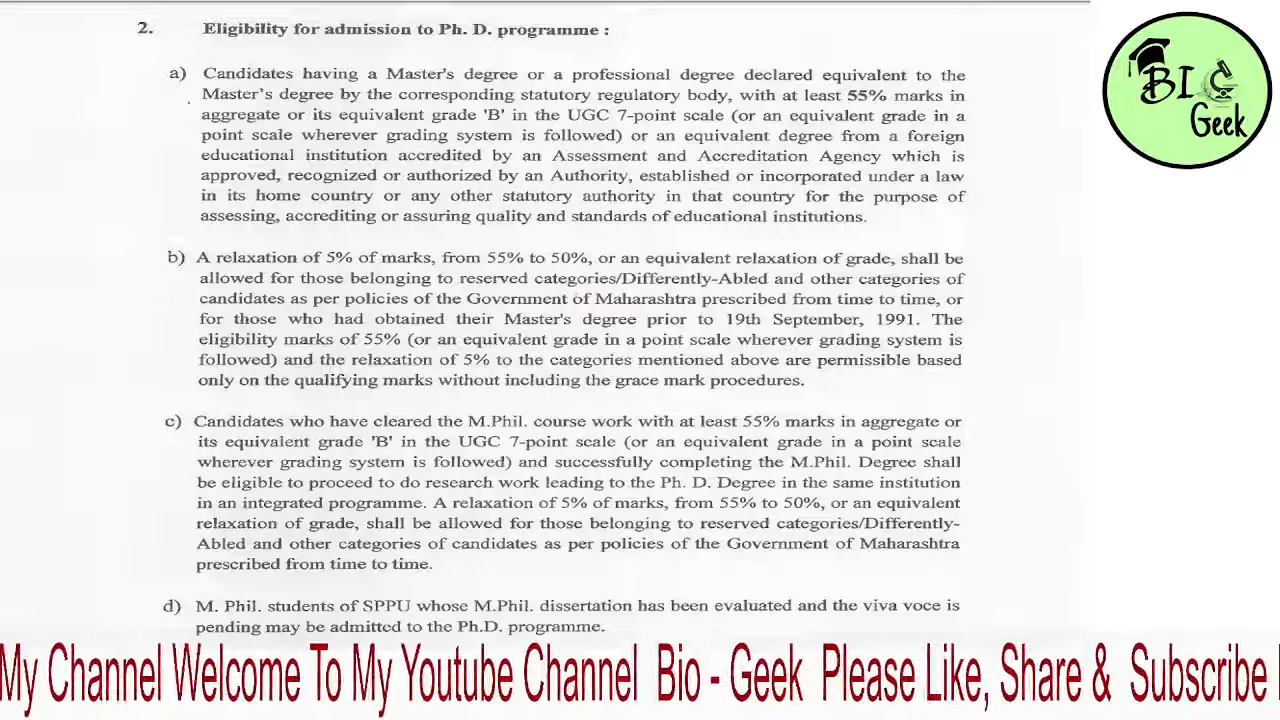 2. Eligibility for admission to Ph. D. programme :
a) Candidates having a Master's degree or a professional degree declared equivalent to the
Master's degree by the corresponding statutory regulatory body, with at least 55% marks in
aggregate or its equivalent grade 'B' in the UGC 7-point scale (or an equivalent grade in a
point scale wherever grading system is followed) or an equivalent degree from a foreign
educational institution accredited by an Assessment and Accreditation Agency which is
approved, recognized or authorized by an Authority, established or incorporated under a law
in its home country or any other statutory authority in that country for the purpose of
assessing, accrediting or assuring quality and standards of educational institutions.
b) A relaxation of 5% of marks, from 55% to 50%, or an equivalent relaxation of grade, shall be
allowed for those belonging to reserved categories/Differently-Abled and other categories of
candidates as per policies of the Government of Maharashtra prescribed from time to time, or
for those who had obtained their Master's degree prior to 19th September, 1991. The
eligibility marks of 55% (or an equivalent grade in a point scale wherever grading system is
followed) and the relaxation of 5% to the categories mentioned above are permissible based
only on the qualifying marks without including the grace mark procedures.
c) Candidates who have cleared the M.Phil. course work with at least 55% marks in aggregate or
its equivalent grade 'B' in the UGC 7-point scale (or an equivalent grade in a point scale
wherever grading system is followed) and successfully completing the M.Phil. Degree shall
be eligible to proceed to do research work leading to the Ph. D. Degree in the same institution
in an integrated programme. A relaxation of 5% of marks, from 55% to 50%, or an equivalent
relaxation of grade, shall be allowed for those belonging to reserved categories/Differently-
Abled and other categories of candidates as per policies of the Government of Maharashtra
prescribed from time to time.
d) M. Phil. students of SPPU whose M.Phil. dissertation has been evaluated and the viva voce is
pending may be admitted to the Ph.D. programme.
BIO
Geek
My Channel Welcome To My Youtube Channel Bio - Geek Please Like, Share & Subscribe